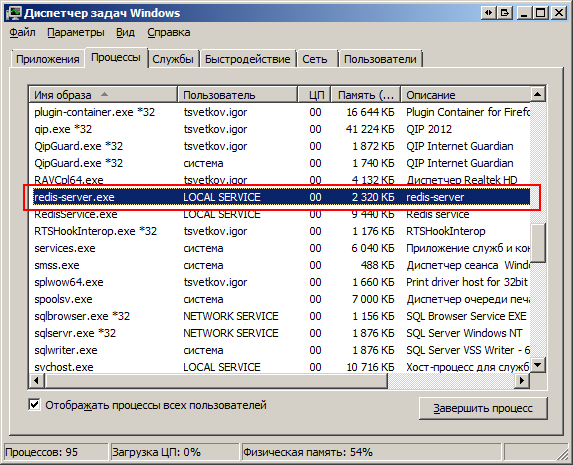 Диспетчер задач Windows
Файл Параметры Вид Справка
Приложения Процессы Службы Быстродействие Сеть Пользователи
Имя образа Пользователь ЦП Память (... Описание
plugin-container.exe *32 tsvetkov.igor 00 16 644 КБ Plugin Container for Firefo
qip.exe *32 tsvetkov.igor 00 41 224 КБ QIP 2012
QipGuard.exe *32 tsvetkov.igor 00 1 872 КБ QIP Internet Guardian
QipGuard.exe *32 система 00 1 740 КБ QIP Internet Guardian
RAVCpl64.exe tsvetkov.igor 00 4 132 КБ Диспетчер Realtek HD
redis-server.exe LOCAL SERVICE 00 2 320 КБ redis-server
RedisService.exe LOCAL SERVICE 00 9 440 КБ Redis service
RTSHookInterop.exe *32 tsvetkov.igor 00 1 176 КБ RTSHookInterop
services.exe система 00 6 040 КБ Приложение служб и кон
smss.exe система 00 488 КБ Диспетчер сеанса Windo
splwow64.exe tsvetkov.igor 00 1 660 КБ Print driver host for 32bit
spoolsv.exe система 00 7 000 КБ Диспетчер очереди печа
sqlbrowser.exe *32 NETWORK SERVICE 00 1 156 КБ SQL Browser Service EXE
sqlservr.exe *32 NETWORK SERVICE 00 1 876 КБ SQL Server Windows NT
sqlwriter.exe система 00 1 876 КБ SQL Server VSS Writer - 6
svchost.exe LOCAL SERVICE 00 10 716 КБ Хост-процесс для служб
Отображать процессы всех пользователей Завершить процесс
Процессов: 95 Загрузка ЦП: 0% Физическая память: 54%